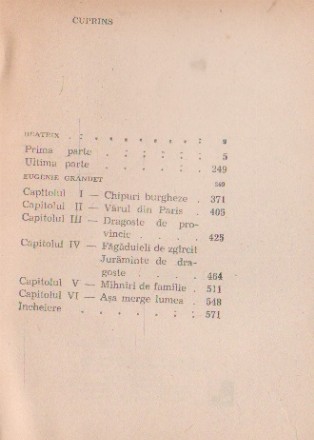 CUPRINS
BEATRIX . . . . . . . . :
Prima parte . : : : : : 5
Ultima parte . . : . . . 249
EUGENIE GRANDET
Capitolul I — Chipuri burgheze . 371
Capitolul II — Vărul din Paris . 405
Capitolul III — Dragoste de pro-
vincie . . . . 425
Capitolul IV — Făgăduieli de zgîrcit
Jurăminte de dra-
goste . . . . 464
Capitolul V — Mîhniri de familie . 511
Capitolul VI — Așa merge lumea . 548
Incheiere . . . . : : 571